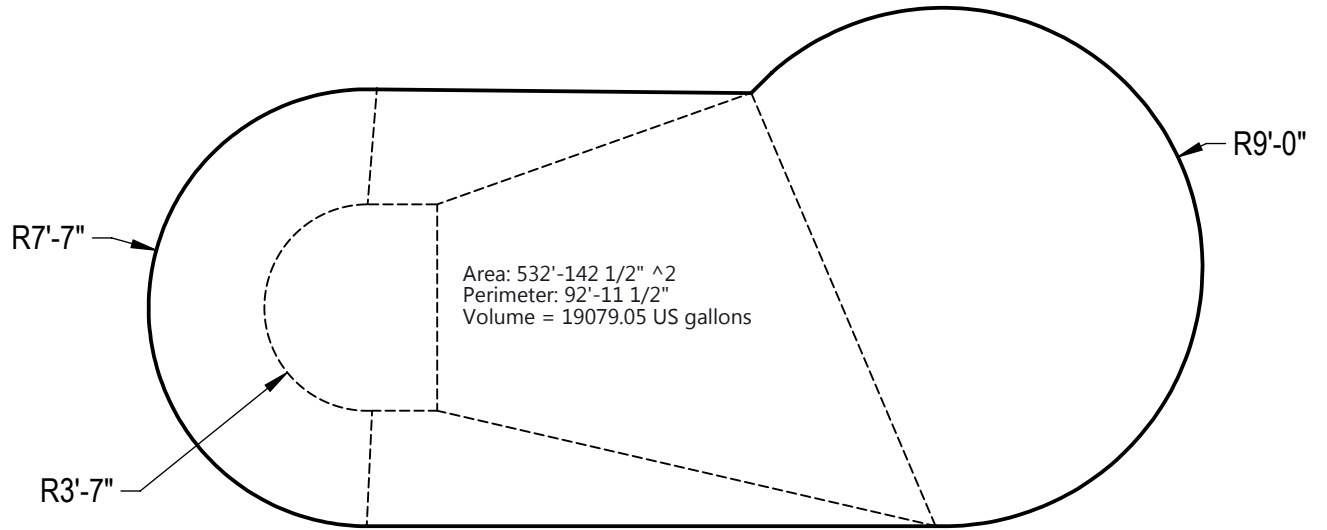 R9'-0"
R7'-7"
Area: 532'-142 1/2" ^2
Perimeter: 92'-11 1/2"
Volume = 19079.05 US gallons
R3'-7"